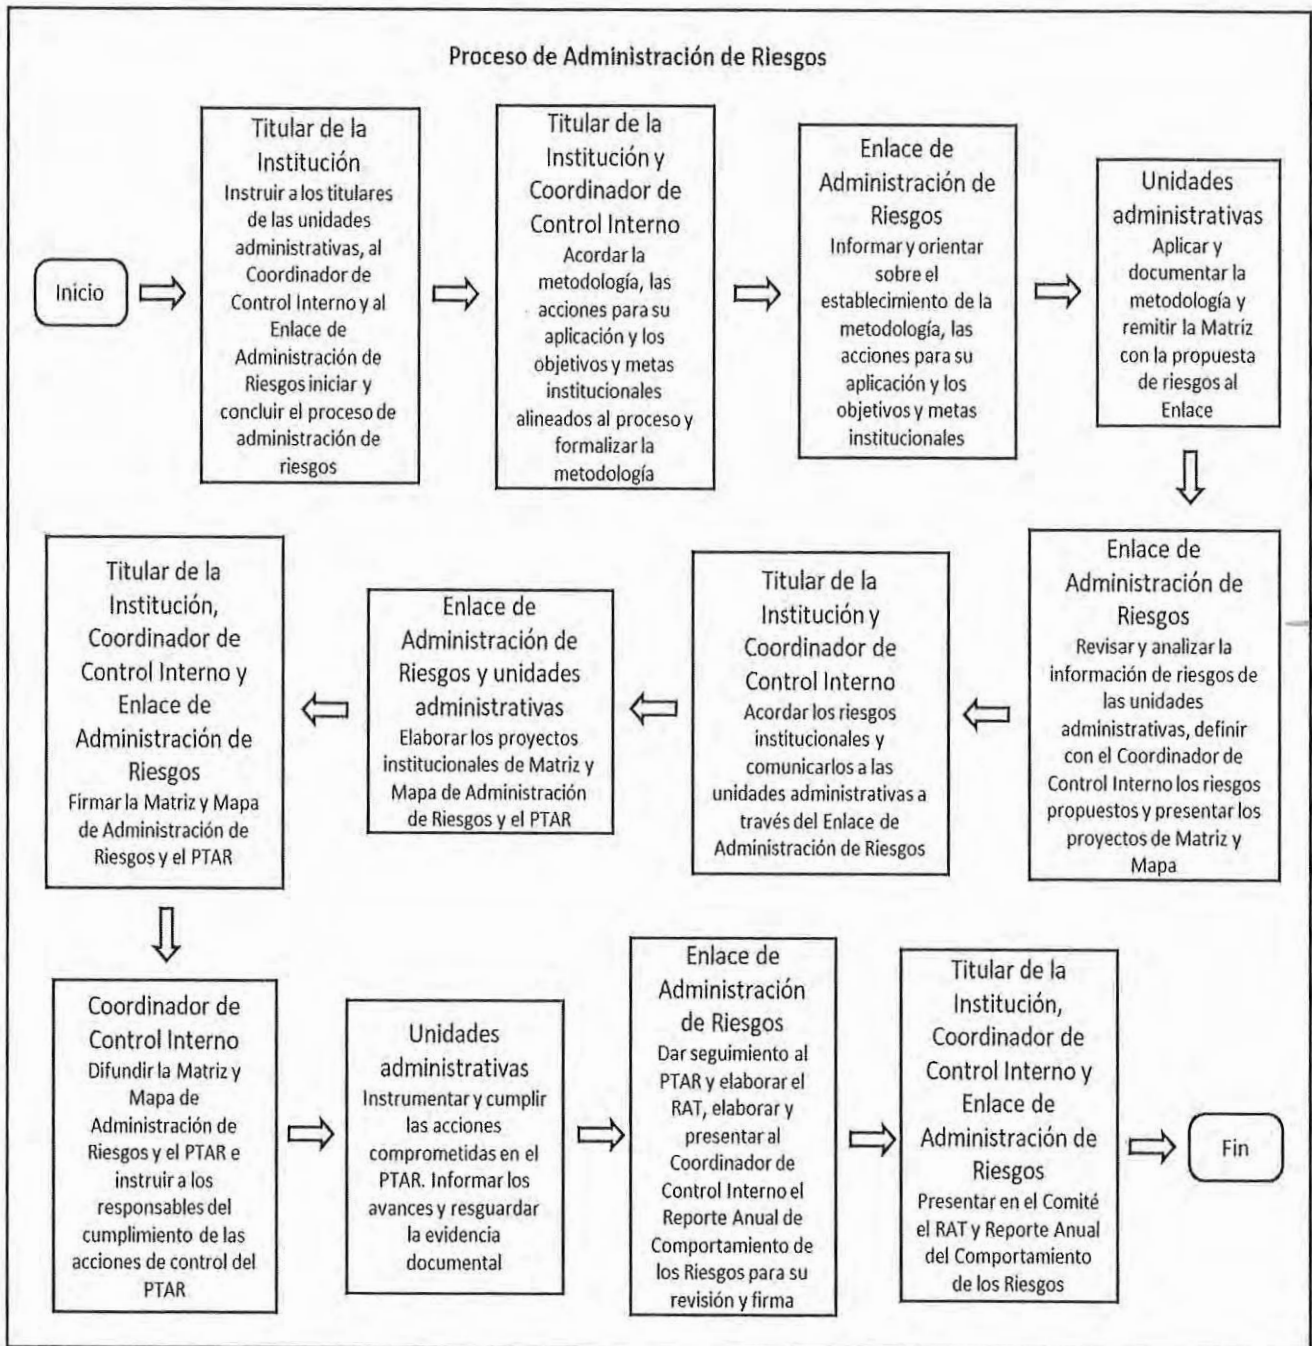 Proceso de Administración de Riesgos
Inicio
Titular de la
Institución
Instruir a los titulares
de las unidades
administrativas, al
Coordinador de
Control Interno y al
Enlace de
Administración de
Riesgos iniciar y
concluir el proceso de
administración de
riesgos
Titular de la
Institución y
Coordinador de
Control Interno
Acordar la
metodología, las
acciones para su
aplicación y los
objetivos y metas
institucionales
alineados al proceso y
formalizar la
metodología
Enlace de
Administración de
Riesgos
Informar y orientar
sobre el
establecimiento de la
metodología, las
acciones para su
aplicación y los
objetivos y metas
institucionales
Unidades
administrativas
Aplicar y
documentar la
metodología y
remitir la Matriz
con la propuesta
de riesgos al
Enlace
Enlace de
Administración de
Riesgos
Revisar y analizar la
información de riesgos de
las unidades
administrativas, definir
con el Coordinador de
Control Interno los riesgos
propuestos y presentar los
proyectos de Matriz y
Mapa
Titular de la
Institución y
Coordinador de
Control Interno
Acordar los riesgos
institucionales y
comunicarlos a las
unidades administrativas a
través del Enlace de
Administración de Riesgos
Enlace de
Administración de
Riesgos y unidades
administrativas
Elaborar los proyectos
institucionales de Matriz y
Mapa de Administración
de Riesgos y el PTAR
Titular de la
Institución,
Coordinador de
Control Interno y
Enlace de
Administración de
Riesgos
Firmar la Matriz y Mapa
de Administración de
Riesgos y el PTAR
Coordinador de
Control Interno
Difundir la Matriz y
Mapa de
Administración de
Riesgos y el PTAR e
instruir a los
responsables del
cumplimiento de las
acciones de control del
PTAR
Unidades
administrativas
Instrumentar y cumplir
las acciones
comprometidas en el
PTAR. Informar los
avances y resguardar
la evidencia
documental
Enlace de
Administración
de Riesgos
Dar seguimiento al
PTAR y elaborar el
RAT, elaborar y
presentar al
Coordinador de
Control Interno el
Reporte Anual de
Comportamiento de
los Riesgos para su
revisión y firma
Titular de la
Institución,
Coordinador de
Control Interno y
Enlace de
Administración de
Riesgos
Presentar en el Comité
el RAT y Reporte Anual
del Comportamiento
de los Riesgos
Fin